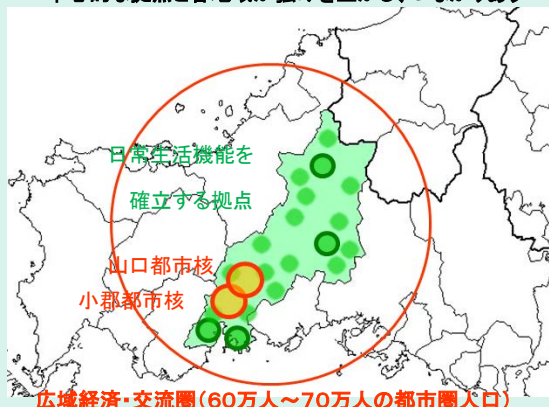 日常生活機能を
確立する拠点
山口都市核
小郡都市核
広域経済・交流圏(60万人～70万人の都市圏人口)